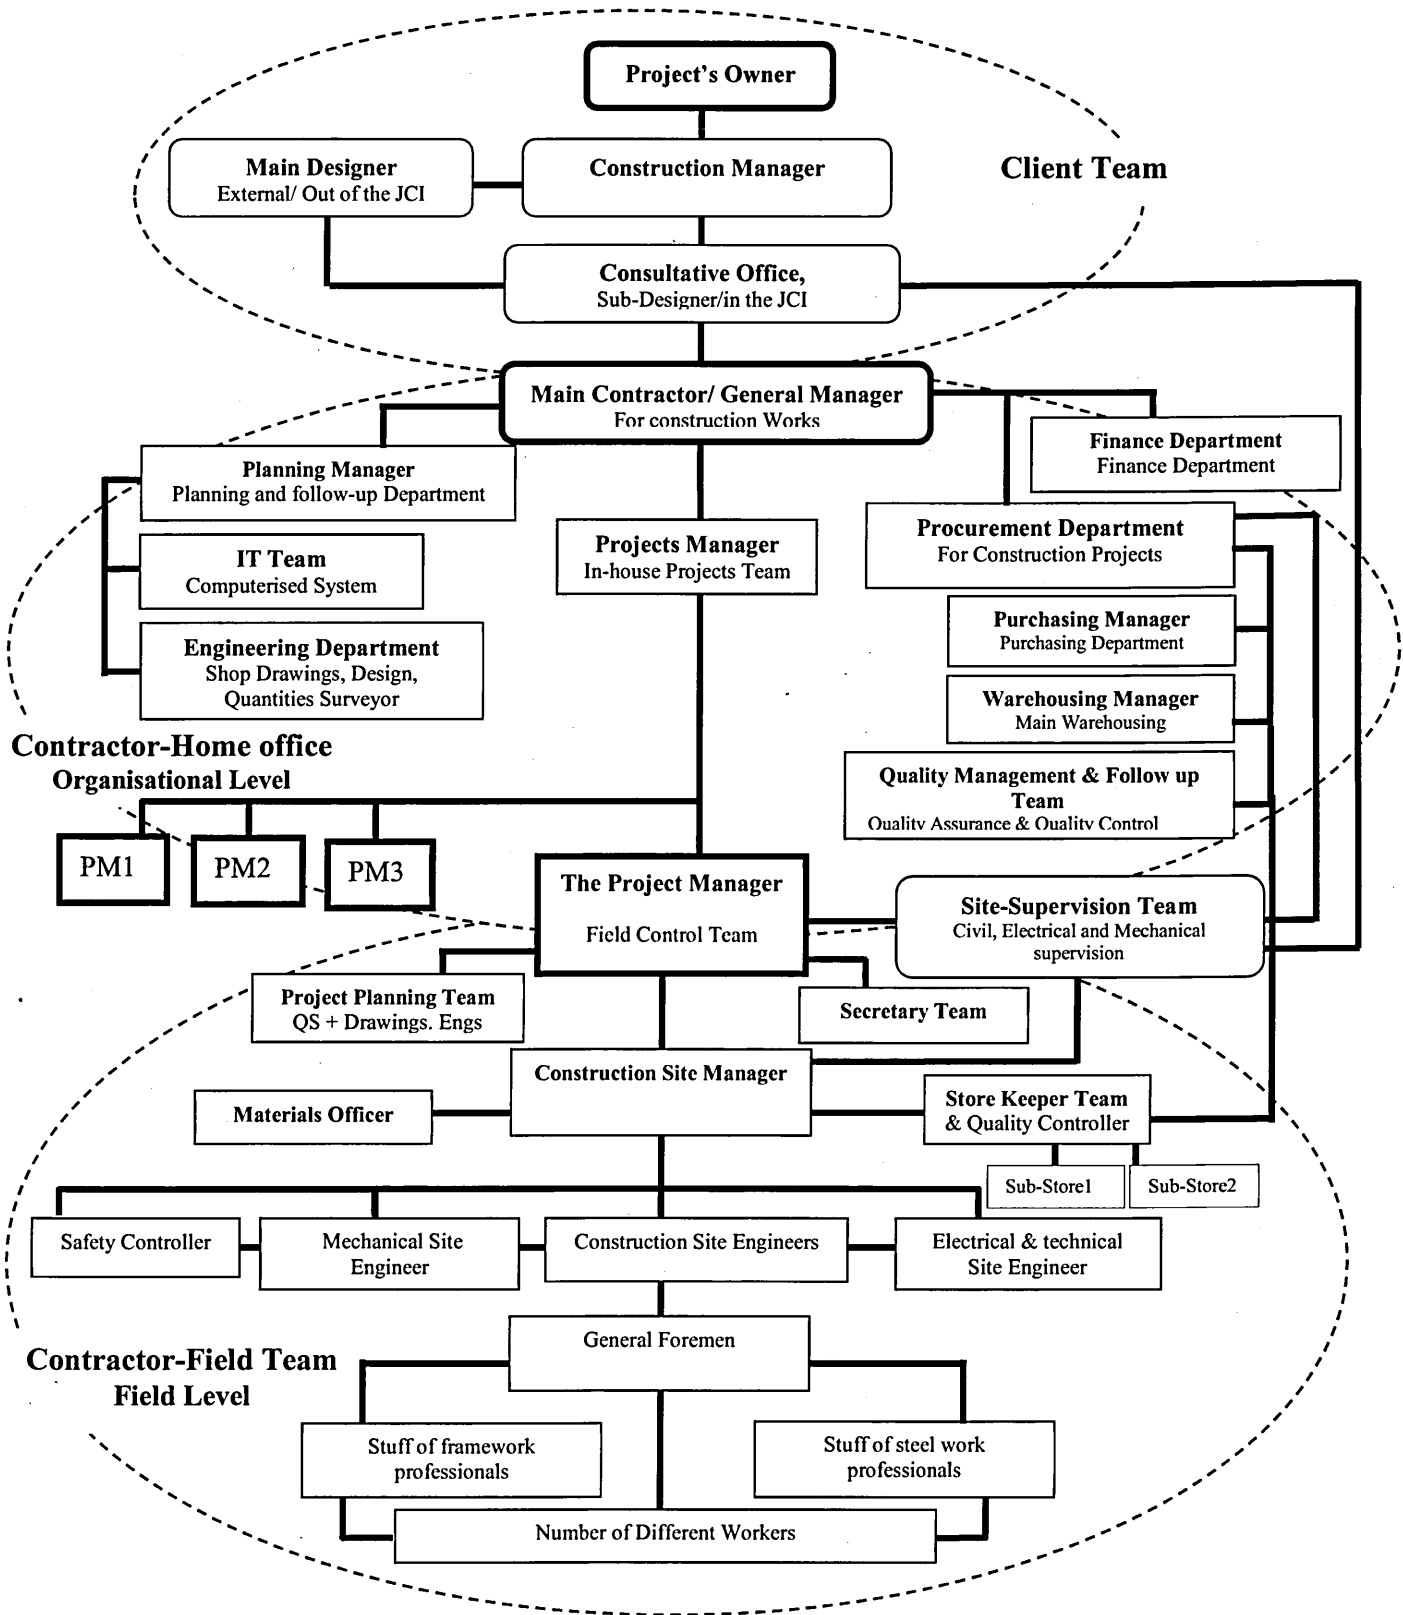 Project's Owner
Main Designer
External/ Out of the JCI
Construction Manager
Client Team
Consultative Office,
Sub-Designer/in the JCI
Main Contractor/ General Manager
For construction Works
Finance Department
Finance Department
Planning Manager
Planning and follow-up Department
Procurement Department
For Construction Projects
Projects Manager
In-house Projects Team
IT Team
Computerised System
Purchasing Manager
Purchasing Department
Engineering Department
Shop Drawings, Design,
Quantities Surveyor
Warehousing Manager
Main Warehousing
Contractor-Home office
Organisational Level
Quality Management & Follow up
Team
Quality Assurance & Quality Control
PM1
PM2
PM3
The Project Manager
Field Control Team
Site-Supervision Team
Civil, Electrical and Mechanical
supervision
Project Planning Team
QS + Drawings. Engs
Secretary Team
Construction Site Manager
Materials Officer
Store Keeper Team
& Quality Controller
Sub-Store1
Sub-Store2
Safety Controller
Mechanical Site
Engineer
Construction Site Engineers
Electrical & technical
Site Engineer
General Foremen
Contractor-Field Team
Field Level
Stuff of framework
professionals
Stuff of steel work
professionals
Number of Different Workers